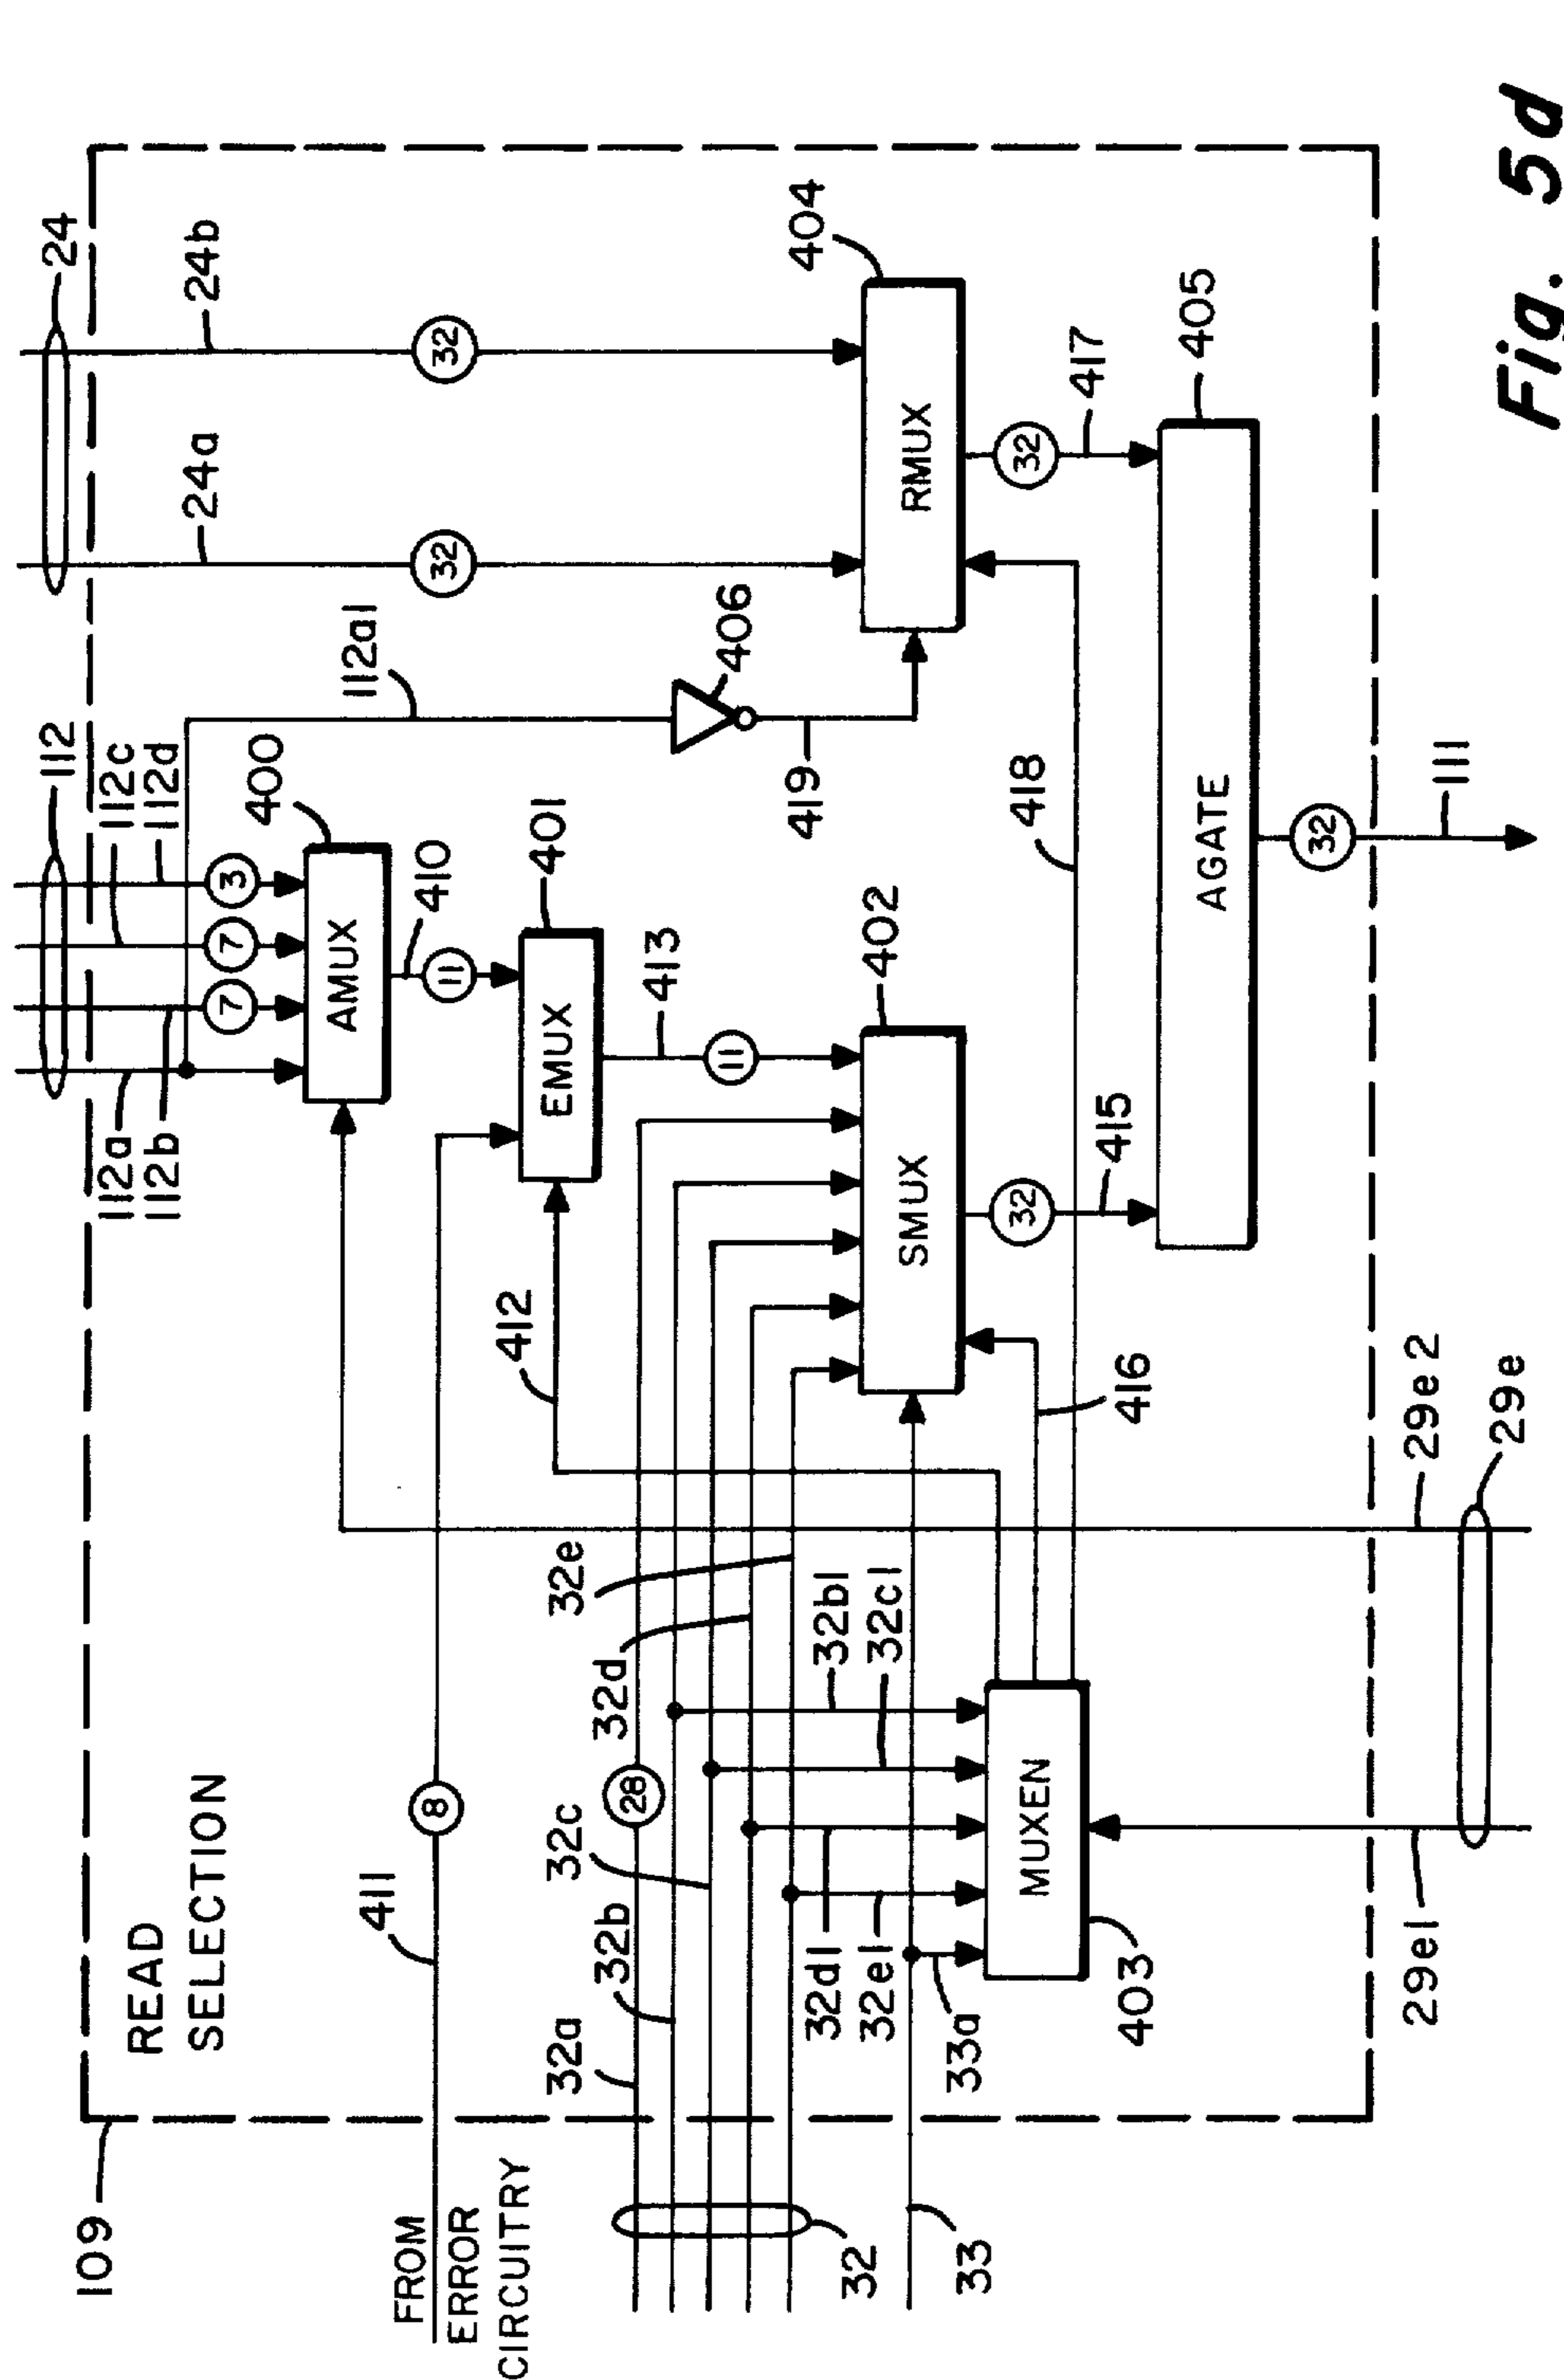 109
READ
SELECTION
FROM
ERROR
CIRCUITRY
411
8
112
112a
112b
112c
112d
7
7
3
AMUX
400
410
11
EMUX
401
412
413
11
112a1
406
419
24
24a
24b
32
32
RMUX
404
417
32
418
32
32a
32b
32c
32d
32e
28
33
33a
32b1
32c1
32d1
32e1
MUXEN
403
SMUX
402
415
32
416
AGATE
405
32
111
29e1
29e2
29e
Fig. 5d